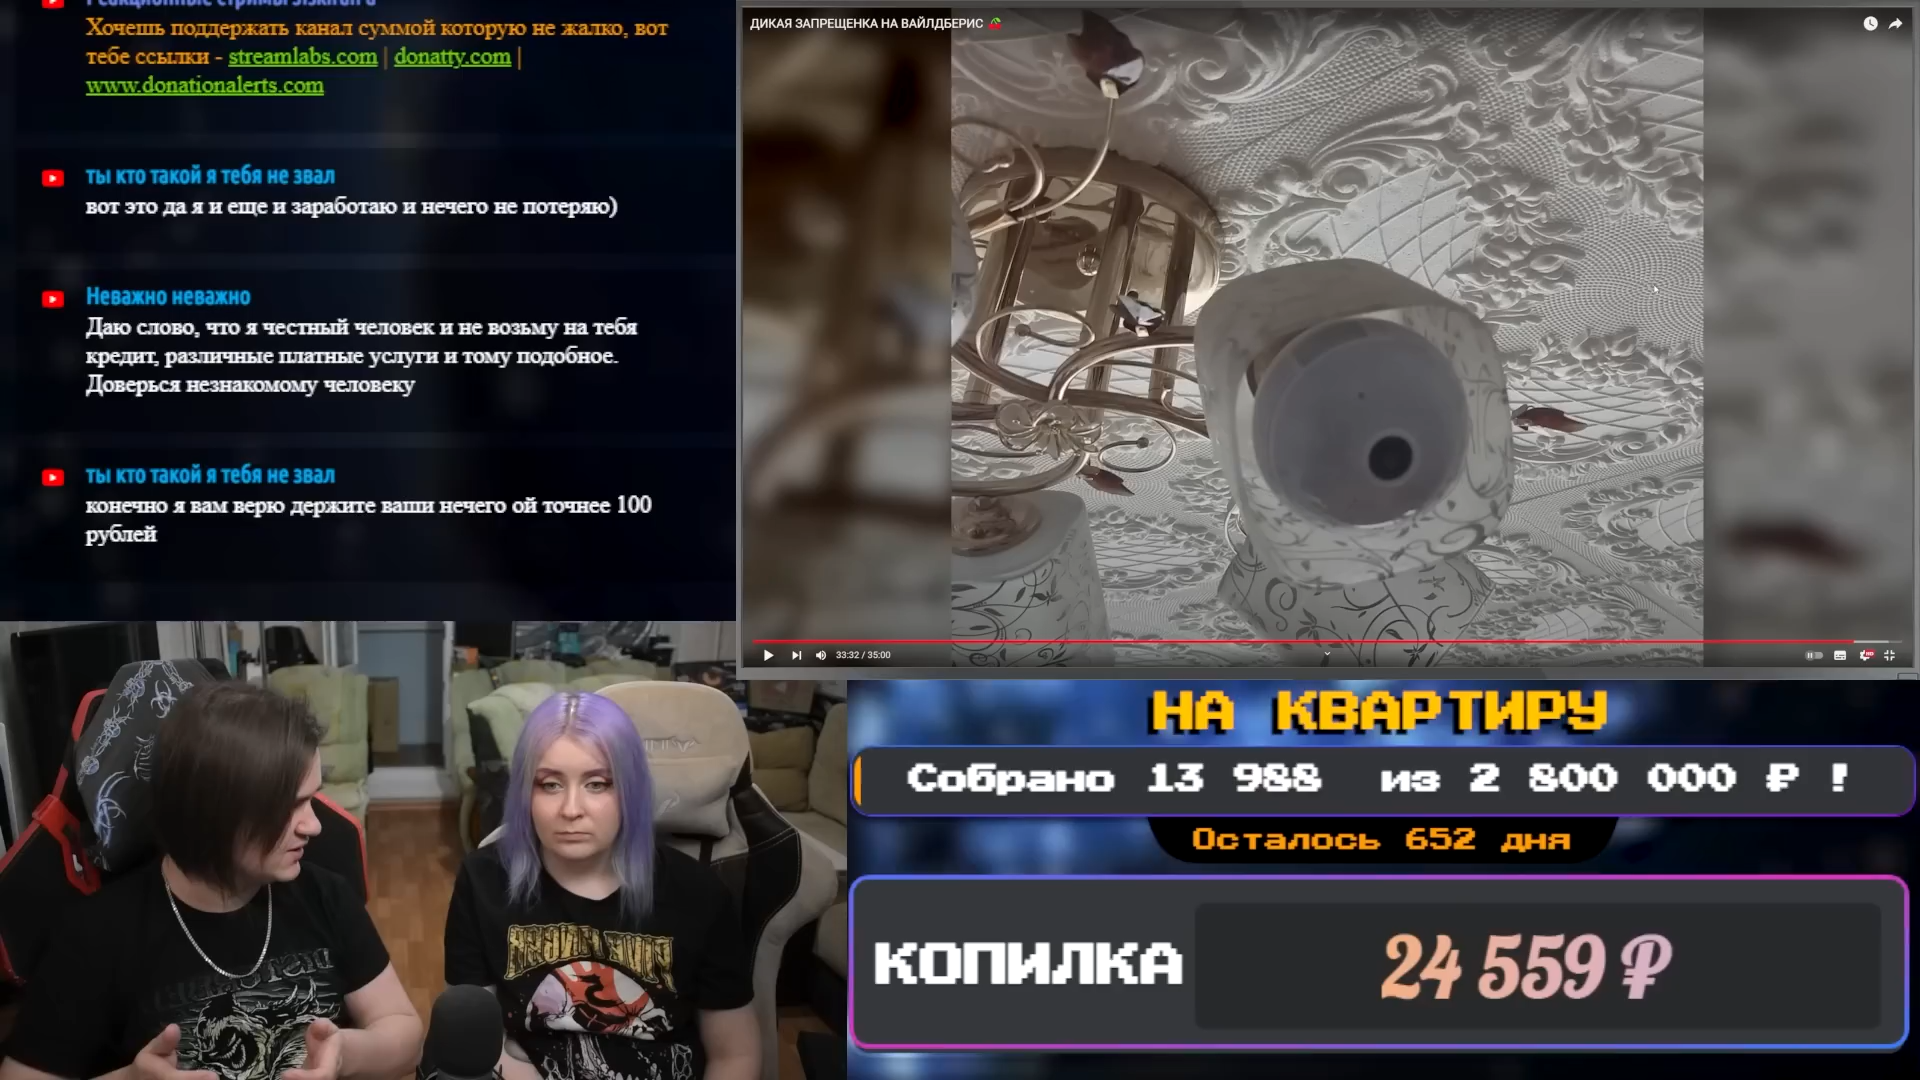 Хочешь поддержать канал суммой которую не жалко, вот
тебе ссылки - streamlabs.com | donatty.com |
www.donationalerts.com
ты кто такой я тебя не звал
вот это да я и еще и заработаю и нечего не потеряю)
Неважно неважно
Даю слово, что я честный человек и не возьму на тебя
кредит, различные платные услуги и тому подобное.
Доверься незнакомому человеку
ты кто такой я тебя не звал
конечно я вам верю держите ваши нечего ой точнее 100
рублей
ДИКАЯ ЗАПРЕЩЕНКА НА ВАЙЛДБЕРИС 🍒
33:32 / 35:00
НА КВАРТИРУ
Собрано 13 988 из 2 800 000 ₽ !
Осталось 652 дня
КОПИЛКА
24 559 ₽